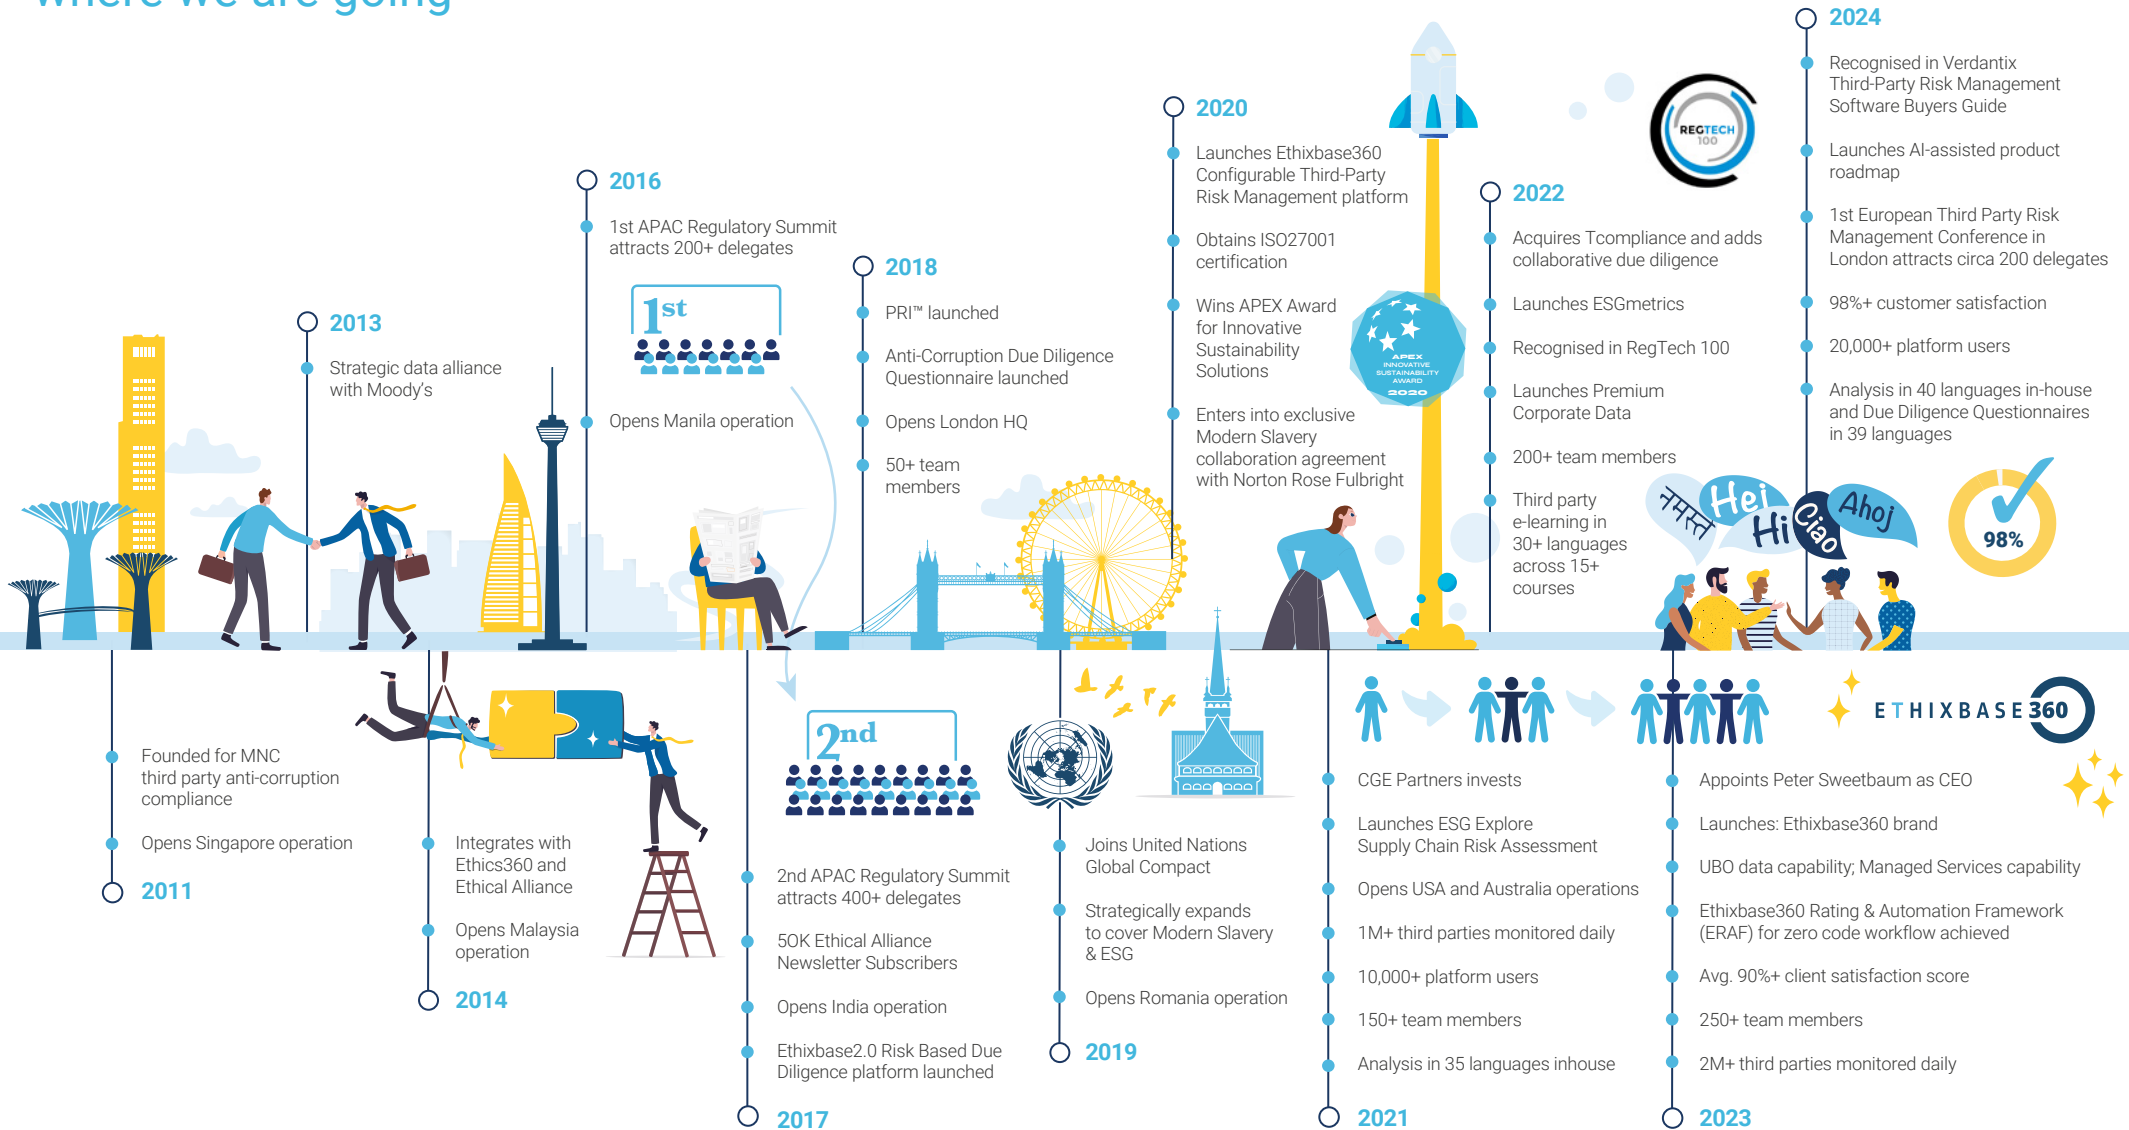 where we are going
2011
Founded for MNC
third party anti-corruption
compliance
Opens Singapore operation
2013
Strategic data alliance
with Moody's
2014
Integrates with
Ethics360 and
Ethical Alliance
Opens Malaysia
operation
2016
1st APAC Regulatory Summit
attracts 200+ delegates
1st
Opens Manila operation
2017
2nd
2nd APAC Regulatory Summit
attracts 400+ delegates
50K Ethical Alliance
Newsletter Subscribers
Opens India operation
Ethixbase2.0 Risk Based Due
Diligence platform launched
2018
PRI™ launched
Anti-Corruption Due Diligence
Questionnaire launched
Opens London HQ
50+ team
members
2019
Joins United Nations
Global Compact
Strategically expands
to cover Modern Slavery
& ESG
Opens Romania operation
2020
Launches Ethixbase360
Configurable Third-Party
Risk Management platform
Obtains ISO27001
certification
Wins APEX Award
for Innovative
Sustainability
Solutions
Enters into exclusive
Modern Slavery
collaboration agreement
with Norton Rose Fulbright
APEX
INNOVATIVE
SUSTAINABILITY
AWARD
2020
2021
CGE Partners invests
Launches ESG Explore
Supply Chain Risk Assessment
Opens USA and Australia operations
1M+ third parties monitored daily
10,000+ platform users
150+ team members
Analysis in 35 languages inhouse
2022
Acquires Tcompliance and adds
collaborative due diligence
Launches ESGmetrics
Recognised in RegTech 100
Launches Premium
Corporate Data
200+ team members
Third party
e-learning in
30+ languages
across 15+
courses
REGTECH
100
2023
Appoints Peter Sweetbaum as CEO
Launches: Ethixbase360 brand
UBO data capability; Managed Services capability
Ethixbase360 Rating & Automation Framework
(ERAF) for zero code workflow achieved
Avg. 90%+ client satisfaction score
250+ team members
2M+ third parties monitored daily
ETHIXBASE360
2024
Recognised in Verdantix
Third-Party Risk Management
Software Buyers Guide
Launches AI-assisted product
roadmap
1st European Third Party Risk
Management Conference in
London attracts circa 200 delegates
98%+ customer satisfaction
20,000+ platform users
Analysis in 40 languages in-house
and Due Diligence Questionnaires
in 39 languages
नमस्ते
Hei
Hi
Ciao
Ahoj
98%